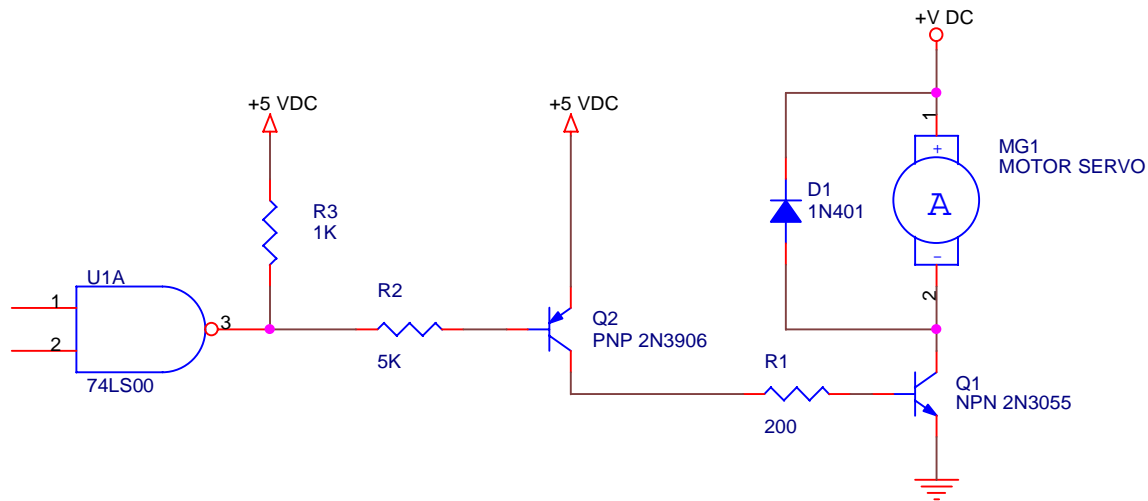 +V DC
+5 VDC
+5 VDC
1
MG1
MOTOR SERVO
+
A
−
2
D1
1N401
R3
1K
U1A
1
2
3
74LS00
R2
5K
Q2
PNP 2N3906
R1
200
Q1
NPN 2N3055